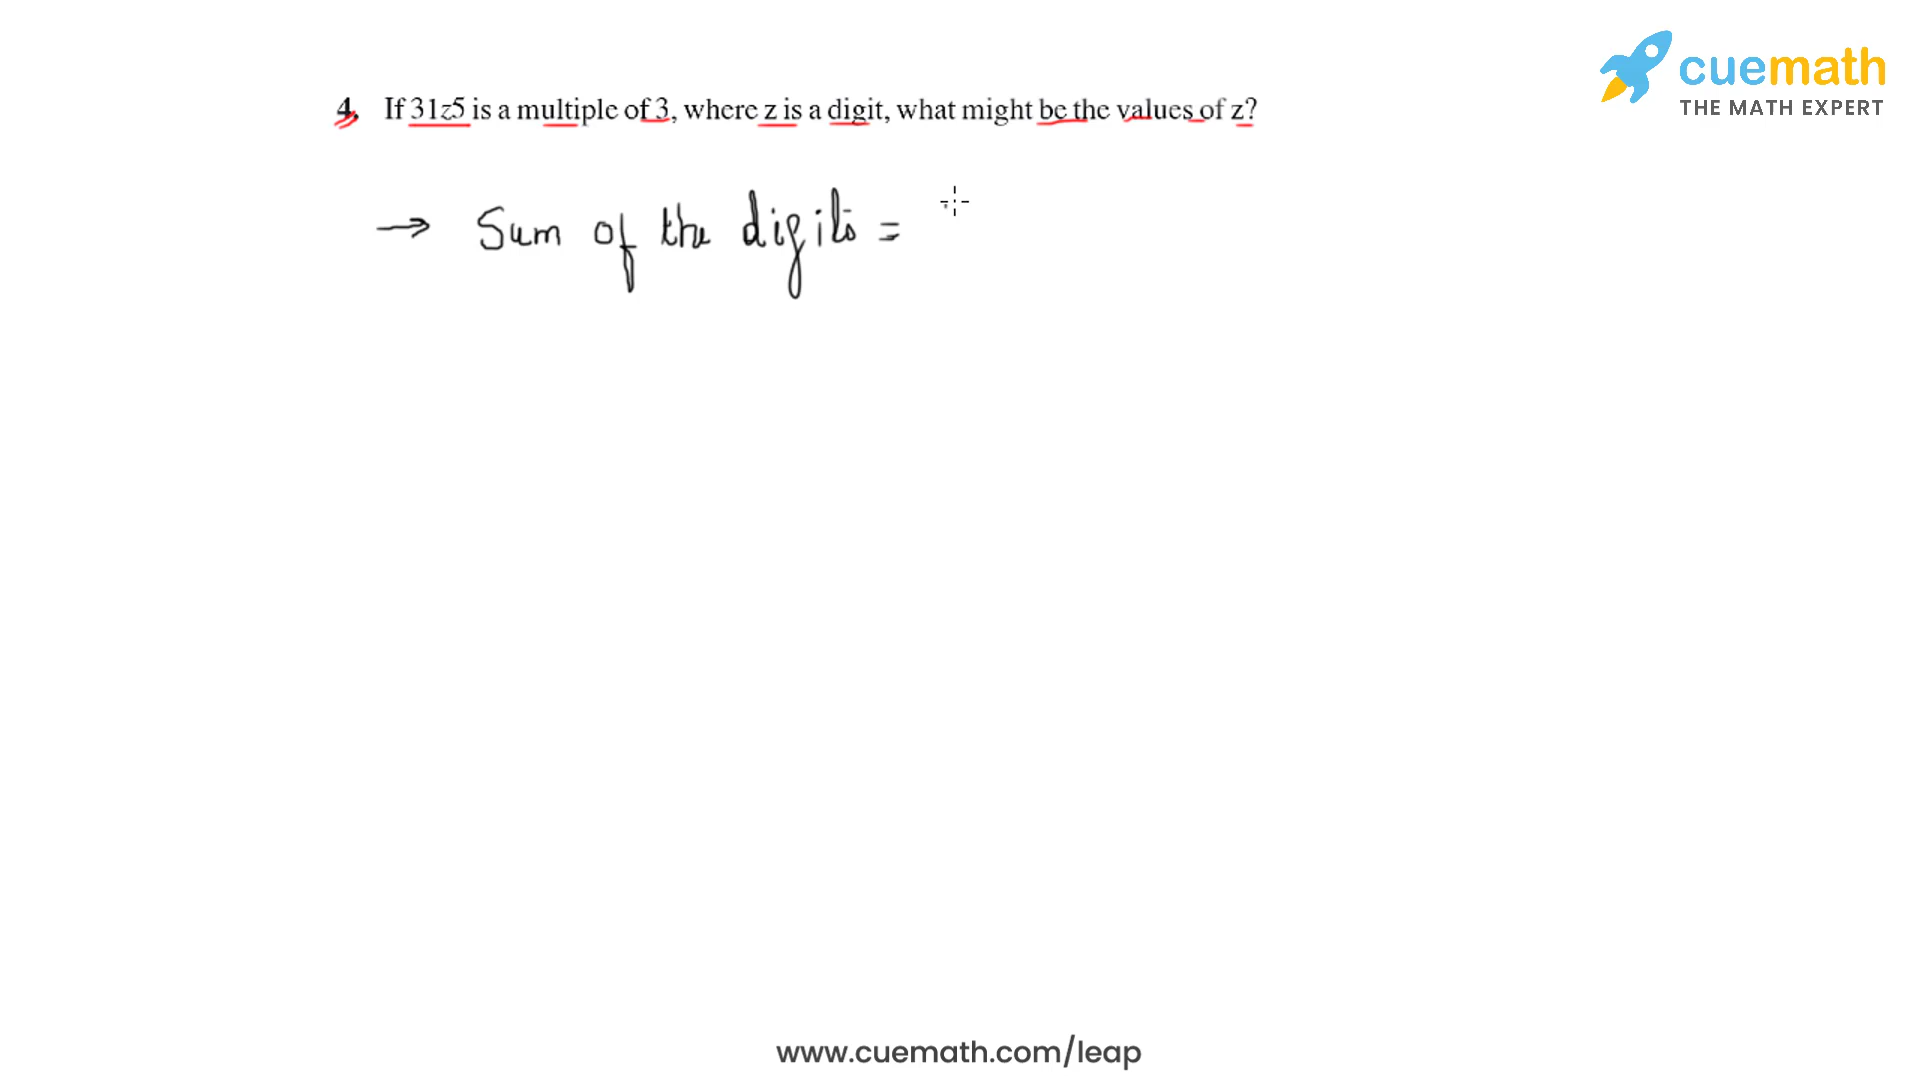 cuemath
THE MATH EXPERT
4. If 31z5 is a multiple of 3, where z is a digit, what might be the values of z?
→ Sum of the digits =
www.cuemath.com/leap